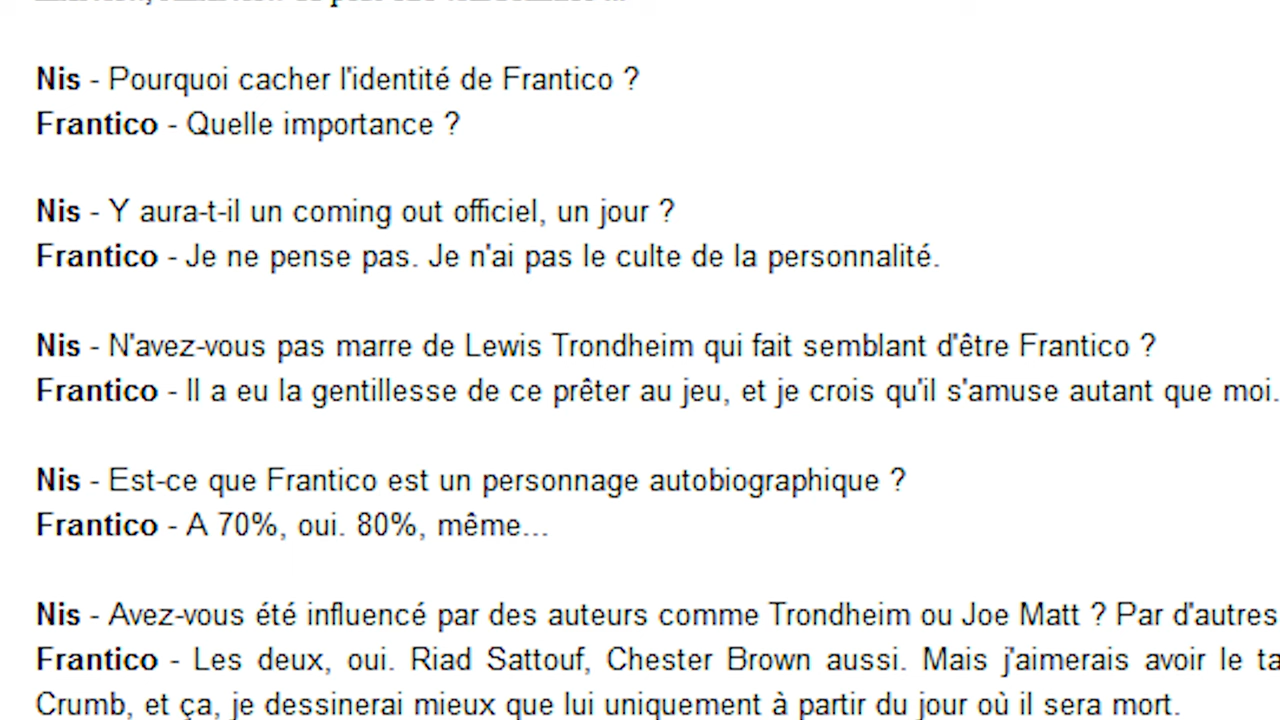 Nis - Pourquoi cacher l'identité de Frantico ?
Frantico - Quelle importance ?
Nis - Y aura-t-il un coming out officiel, un jour ?
Frantico - Je ne pense pas. Je n'ai pas le culte de la personnalité.
Nis - N'avez-vous pas marre de Lewis Trondheim qui fait semblant d'être Frantico ?
Frantico - Il a eu la gentillesse de ce prêter au jeu, et je crois qu'il s'amuse autant que moi.
Nis - Est-ce que Frantico est un personnage autobiographique ?
Frantico - A 70%, oui. 80%, même...
Nis - Avez-vous été influencé par des auteurs comme Trondheim ou Joe Matt ? Par d'autres
Frantico - Les deux, oui. Riad Sattouf, Chester Brown aussi. Mais j'aimerais avoir le ta
Crumb, et ça, je dessinerai mieux que lui uniquement à partir du jour où il sera mort.